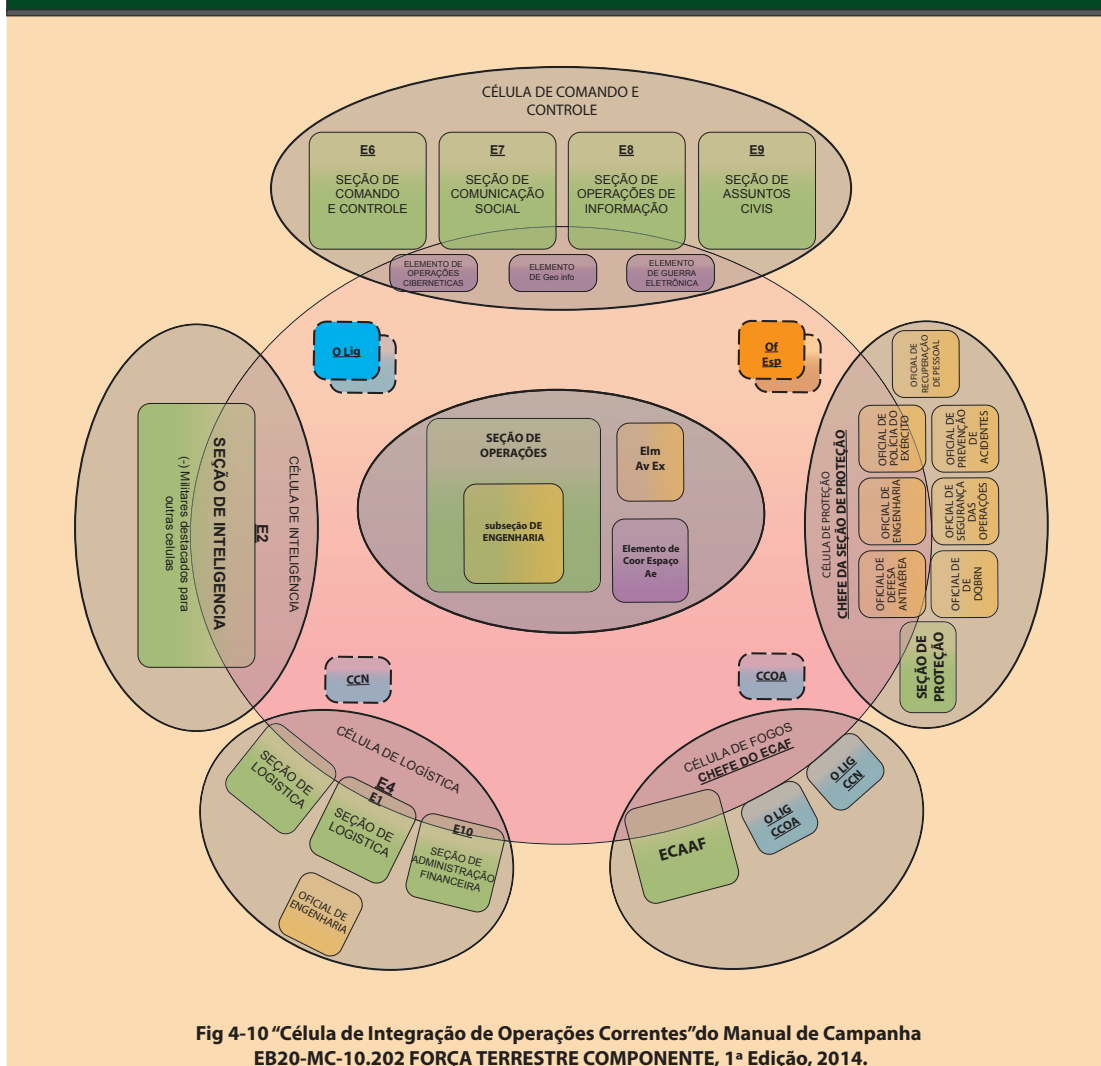 CÉLULA DE COMANDO E
CONTROLE
E6
SEÇÃO DE
COMANDO
E CONTROLE
E7
SEÇÃO DE
COMUNICAÇÃO
SOCIAL
E8
SEÇÃO DE
OPERAÇÕES DE
INFORMAÇÃO
E9
SEÇÃO DE
ASSUNTOS
CIVIS
ELEMENTO DE
OPERAÇÕES
CIBERNETICAS
ELEMENTO
DE Geo info
ELEMENTO
DE GUERRA
ELETRÔNICA
O Lig
Of
Esp
CÉLULA DE INTELIGÊNCIA
E2
SEÇÃO DE INTELIGENCIA
(-) Militares destacados para
outras celulas
SEÇÃO DE
OPERAÇÕES
subseção DE
ENGENHARIA
Elm
Av Ex
Elemento de
Coor Espaço
Ae
CÉLULA DE PROTEÇÃO
CHEFE DA SEÇÃO DE PROTEÇÃO
OFICIAL DE
RECUPERAÇÃO
DE PESSOAL
OFICIAL DE
POLÍCIA DO
EXÉRCITO
OFICIAL DE
PREVENÇÃO
DE
ACIDENTES
OFICIAL DE
ENGENHARIA
OFICIAL DE
SEGURANÇA
DAS
OPERAÇÕES
OFICIAL DE
DEFESA
ANTIAÉREA
OFICIAL DE
DE
DQBRN
SEÇÃO DE
PROTEÇÃO
CCN
CCOA
CÉLULA DE LOGÍSTICA
E4
SEÇÃO DE
LOGISTICA
E1
SEÇÃO DE
LOGISTICA
E10
SEÇÃO DE
ADMINISTRAÇÃO
FINANCEIRA
OFICIAL DE
ENGENHARIA
CÉLULA DE FOGOS
CHEFE DO ECAF
ECAAF
O LIG
CCOA
O LIG
CCN
Fig 4-10 “Célula de Integração de Operações Correntes”do Manual de Campanha
EB20-MC-10.202 FORÇA TERRESTRE COMPONENTE, 1ª Edição, 2014.